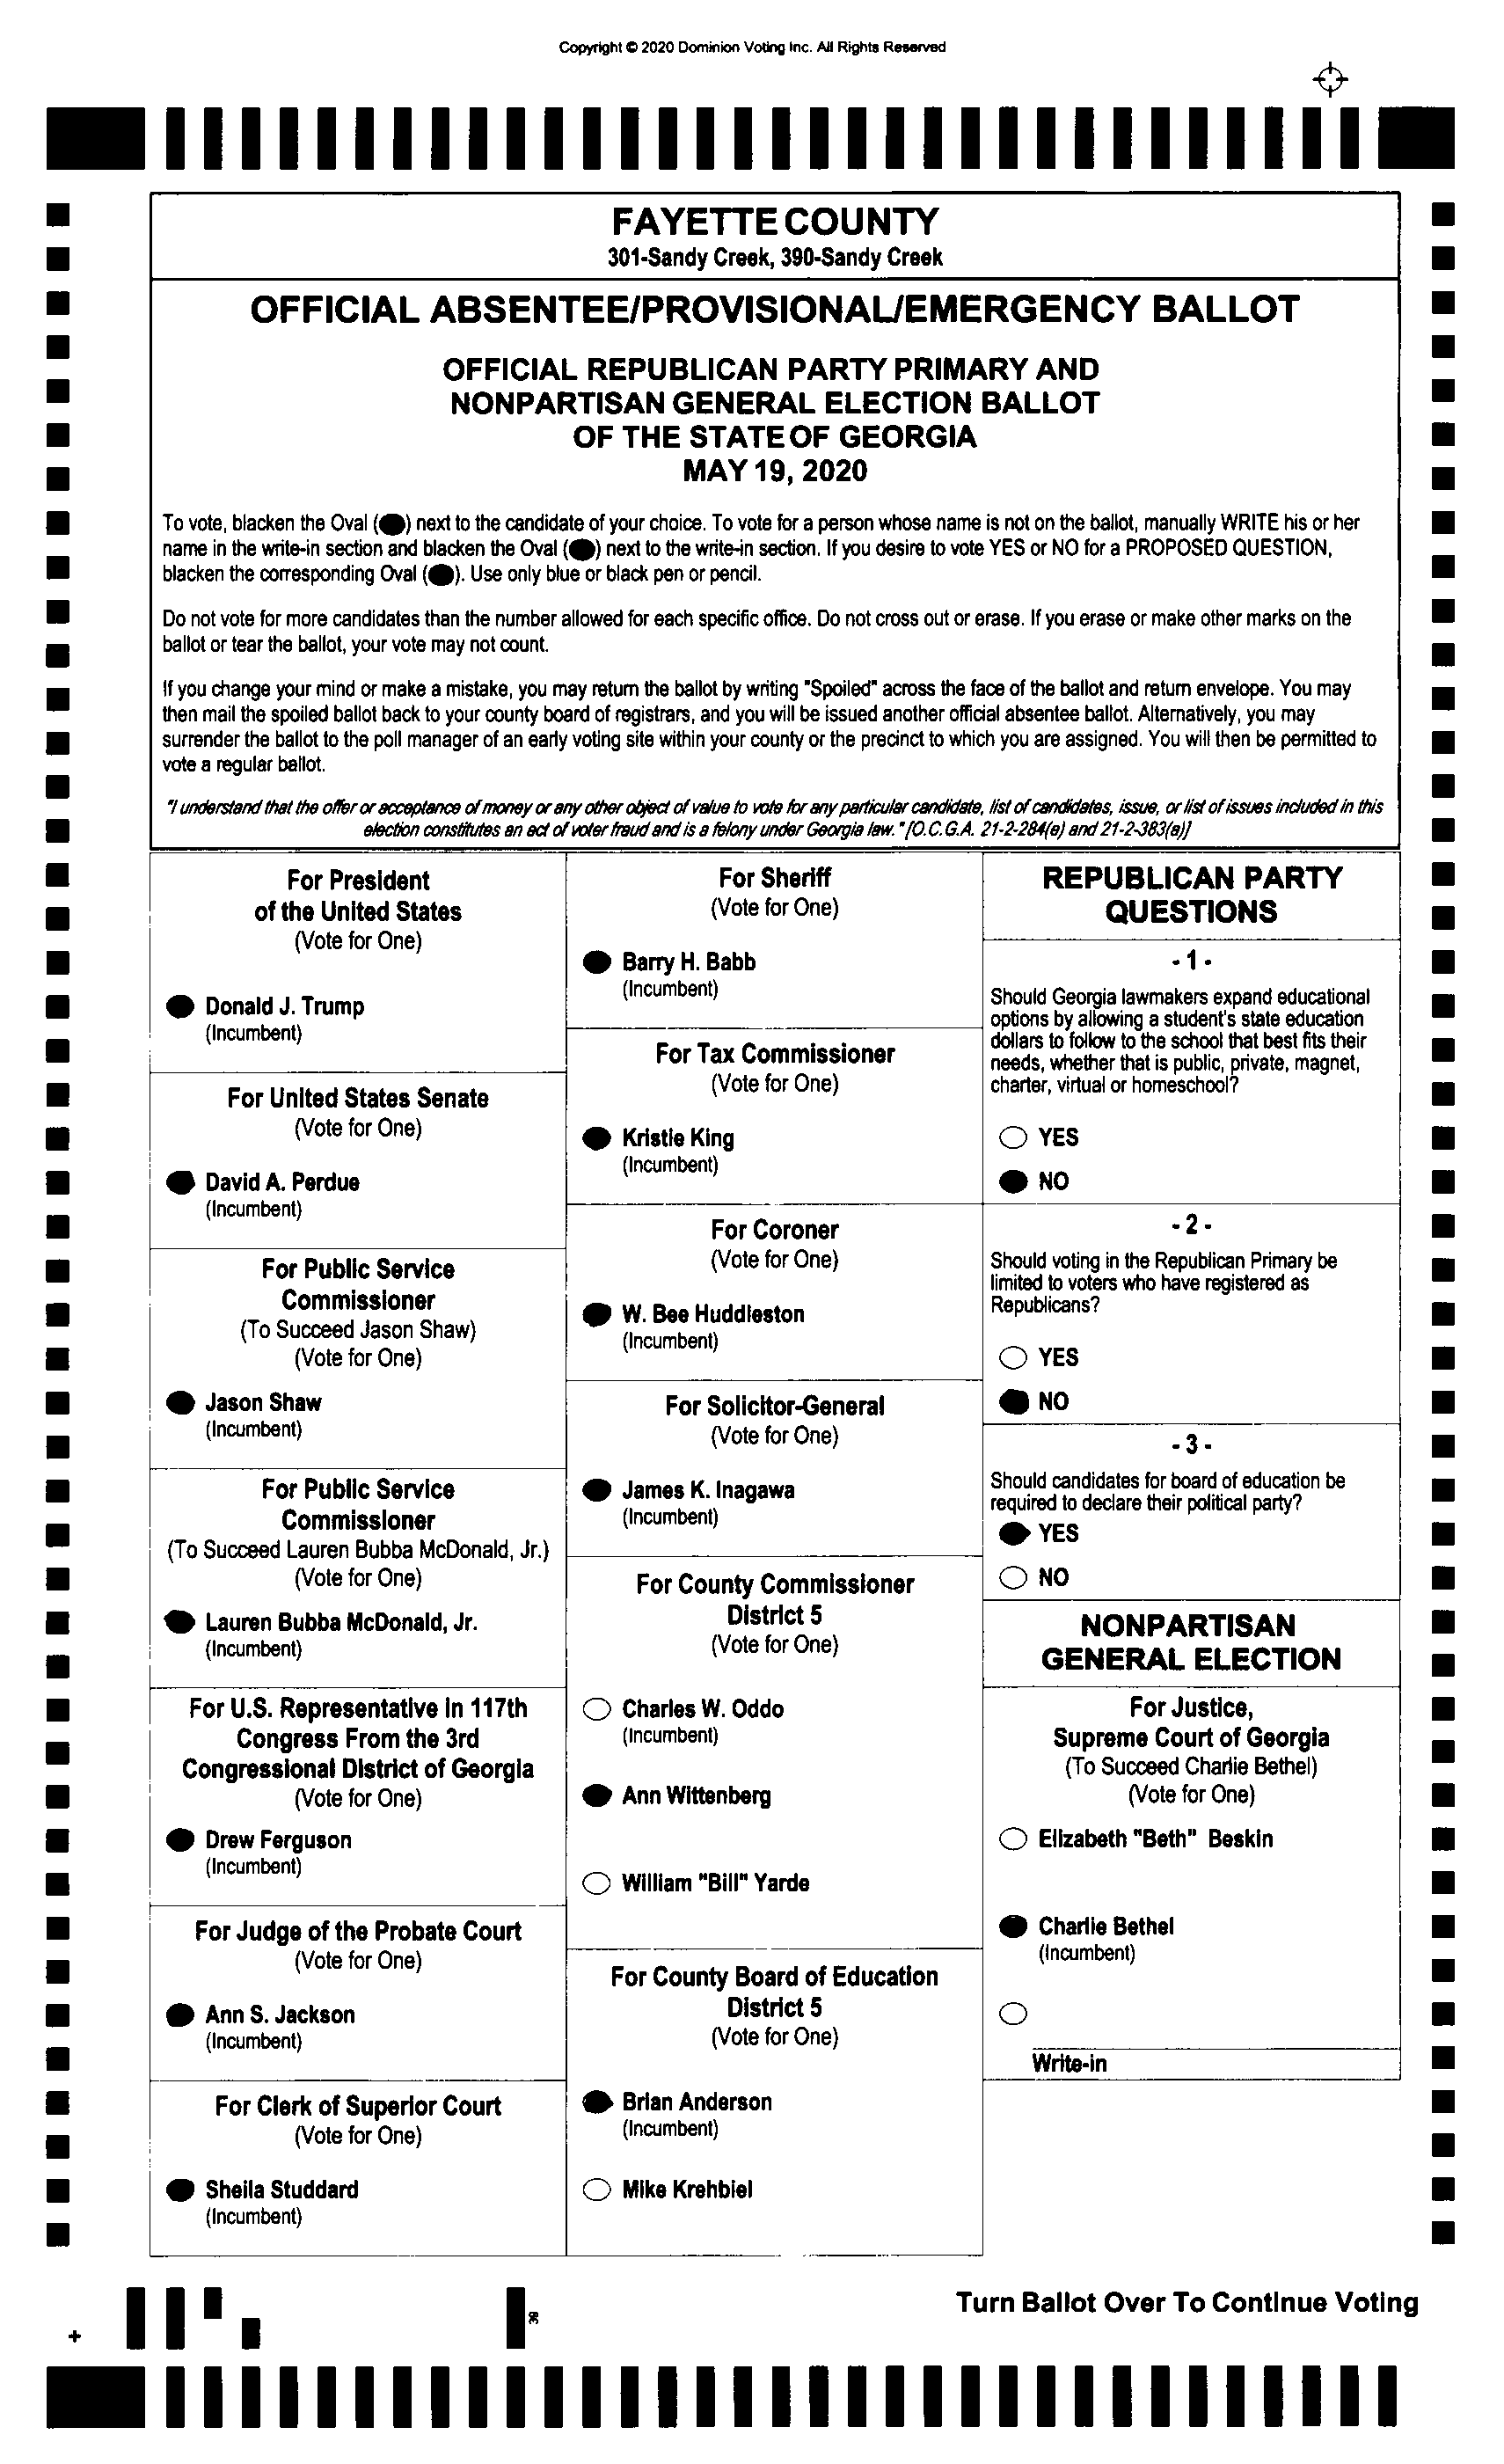 Copyright © 2020 Dominion Voting Inc. All Rights Reserved
FAYETTE COUNTY
301-Sandy Creek, 390-Sandy Creek
OFFICIAL ABSENTEE/PROVISIONAL/EMERGENCY BALLOT
OFFICIAL REPUBLICAN PARTY PRIMARY AND
NONPARTISAN GENERAL ELECTION BALLOT
OF THE STATE OF GEORGIA
MAY 19, 2020
To vote, blacken the Oval (●) next to the candidate of your choice. To vote for a person whose name is not on the ballot, manually WRITE his or her
name in the write-in section and blacken the Oval (●) next to the write-in section. If you desire to vote YES or NO for a PROPOSED QUESTION,
blacken the corresponding Oval (●). Use only blue or black pen or pencil.
Do not vote for more candidates than the number allowed for each specific office. Do not cross out or erase. If you erase or make other marks on the
ballot or tear the ballot, your vote may not count.
If you change your mind or make a mistake, you may return the ballot by writing "Spoiled" across the face of the ballot and return envelope. You may
then mail the spoiled ballot back to your county board of registrars, and you will be issued another official absentee ballot. Alternatively, you may
surrender the ballot to the poll manager of an early voting site within your county or the precinct to which you are assigned. You will then be permitted to
vote a regular ballot.
"I understand that the offer or acceptance of money or any other object of value to vote for any particular candidate, list of candidates, issue, or list of issues included in this
election constitutes an act of voter fraud and is a felony under Georgia law." [O.C.G.A. 21-2-284(e) and 21-2-383(a)]
For President
of the United States
(Vote for One)
Donald J. Trump
(Incumbent)
For United States Senate
(Vote for One)
David A. Perdue
(Incumbent)
For Public Service
Commissioner
(To Succeed Jason Shaw)
(Vote for One)
Jason Shaw
(Incumbent)
For Public Service
Commissioner
(To Succeed Lauren Bubba McDonald, Jr.)
(Vote for One)
Lauren Bubba McDonald, Jr.
(Incumbent)
For U.S. Representative in 117th
Congress From the 3rd
Congressional District of Georgia
(Vote for One)
Drew Ferguson
(Incumbent)
For Judge of the Probate Court
(Vote for One)
Ann S. Jackson
(Incumbent)
For Clerk of Superior Court
(Vote for One)
Sheila Studdard
(Incumbent)
For Sheriff
(Vote for One)
Barry H. Babb
(Incumbent)
For Tax Commissioner
(Vote for One)
Kristie King
(Incumbent)
For Coroner
(Vote for One)
W. Bee Huddleston
(Incumbent)
For Solicitor-General
(Vote for One)
James K. Inagawa
(Incumbent)
For County Commissioner
District 5
(Vote for One)
Charles W. Oddo
(Incumbent)
Ann Wittenberg
William "Bill" Yarde
For County Board of Education
District 5
(Vote for One)
Brian Anderson
(Incumbent)
Mike Krehbiel
REPUBLICAN PARTY
QUESTIONS
- 1 -
Should Georgia lawmakers expand educational
options by allowing a student's state education
dollars to follow to the school that best fits their
needs, whether that is public, private, magnet,
charter, virtual or homeschool?
YES
NO
- 2 -
Should voting in the Republican Primary be
limited to voters who have registered as
Republicans?
YES
NO
- 3 -
Should candidates for board of education be
required to declare their political party?
YES
NO
NONPARTISAN
GENERAL ELECTION
For Justice,
Supreme Court of Georgia
(To Succeed Charlie Bethel)
(Vote for One)
Elizabeth "Beth" Beskin
Charlie Bethel
(Incumbent)
Write-in
Turn Ballot Over To Continue Voting